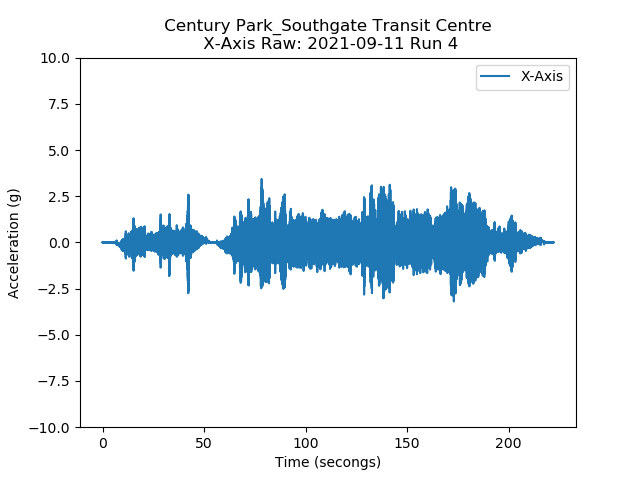 Century Park_Southgate Transit Centre
X-Axis Raw: 2021-09-11 Run 4
X-Axis
10.0
7.5
5.0
2.5
0.0
−2.5
−5.0
−7.5
−10.0
Acceleration (g)
0 50 100 150 200
Time (secongs)